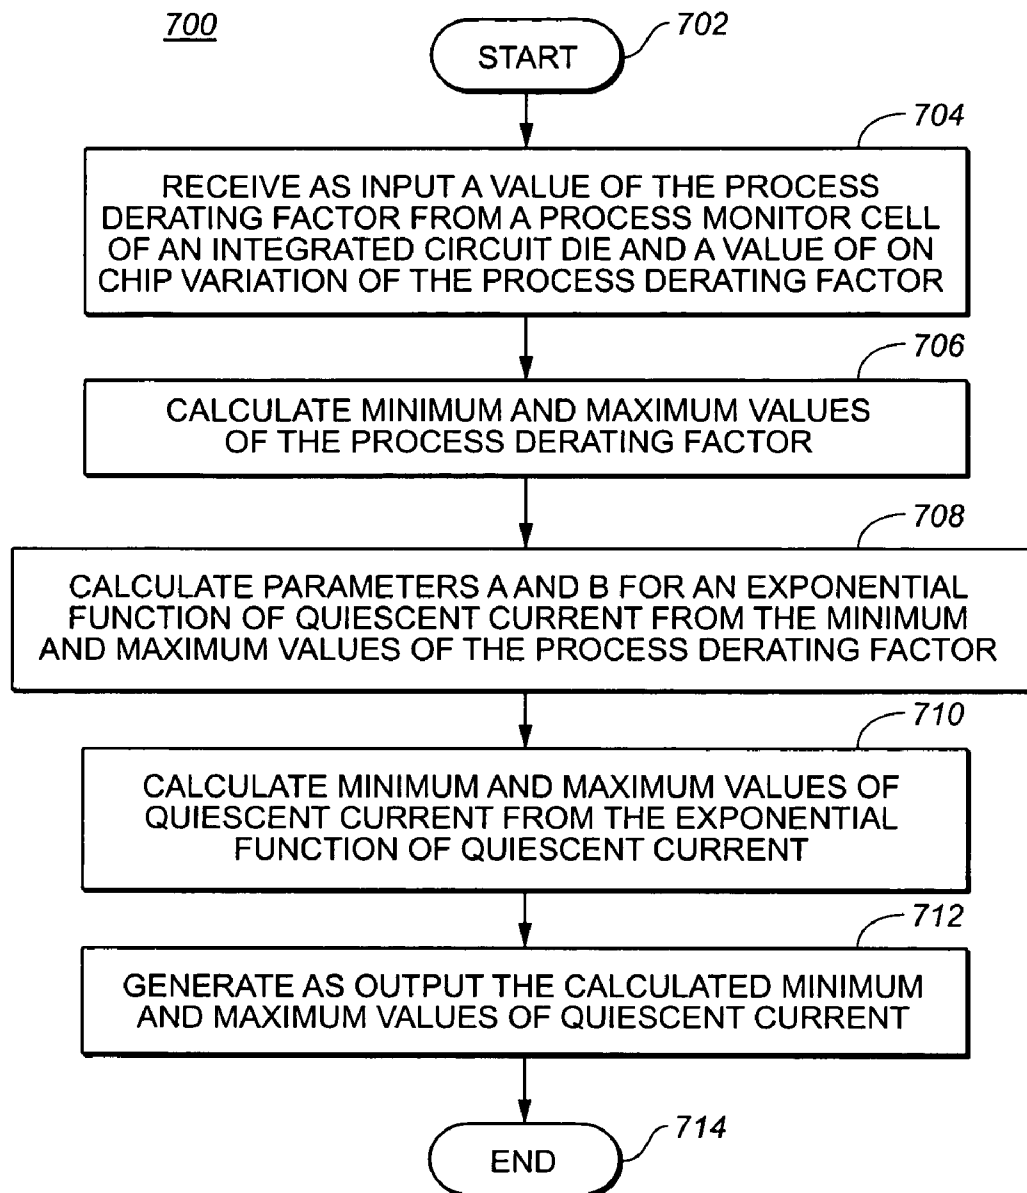 700
702
START
704
RECEIVE AS INPUT A VALUE OF THE PROCESS
DERATING FACTOR FROM A PROCESS MONITOR CELL
OF AN INTEGRATED CIRCUIT DIE AND A VALUE OF ON
CHIP VARIATION OF THE PROCESS DERATING FACTOR
706
CALCULATE MINIMUM AND MAXIMUM VALUES
OF THE PROCESS DERATING FACTOR
708
CALCULATE PARAMETERS A AND B FOR AN EXPONENTIAL
FUNCTION OF QUIESCENT CURRENT FROM THE MINIMUM
AND MAXIMUM VALUES OF THE PROCESS DERATING FACTOR
710
CALCULATE MINIMUM AND MAXIMUM VALUES OF
QUIESCENT CURRENT FROM THE EXPONENTIAL
FUNCTION OF QUIESCENT CURRENT
712
GENERATE AS OUTPUT THE CALCULATED MINIMUM
AND MAXIMUM VALUES OF QUIESCENT CURRENT
714
END